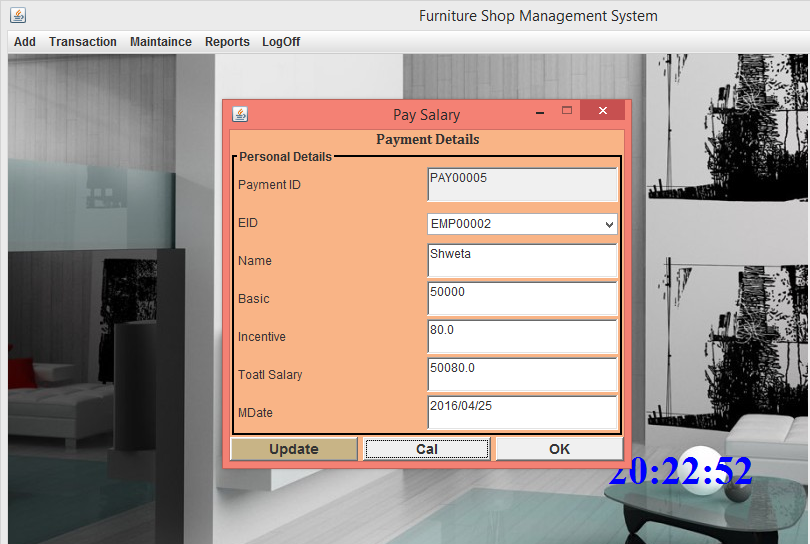 Furniture Shop Management System
Add Transaction Maintaince Reports LogOff
Pay Salary
Payment Details
Personal Details
Payment ID PAY00005
EID EMP00002
Name Shweta
Basic 50000
Incentive 80.0
Toatl Salary 50080.0
MDate 2016/04/25
Update Cal OK
20:22:52